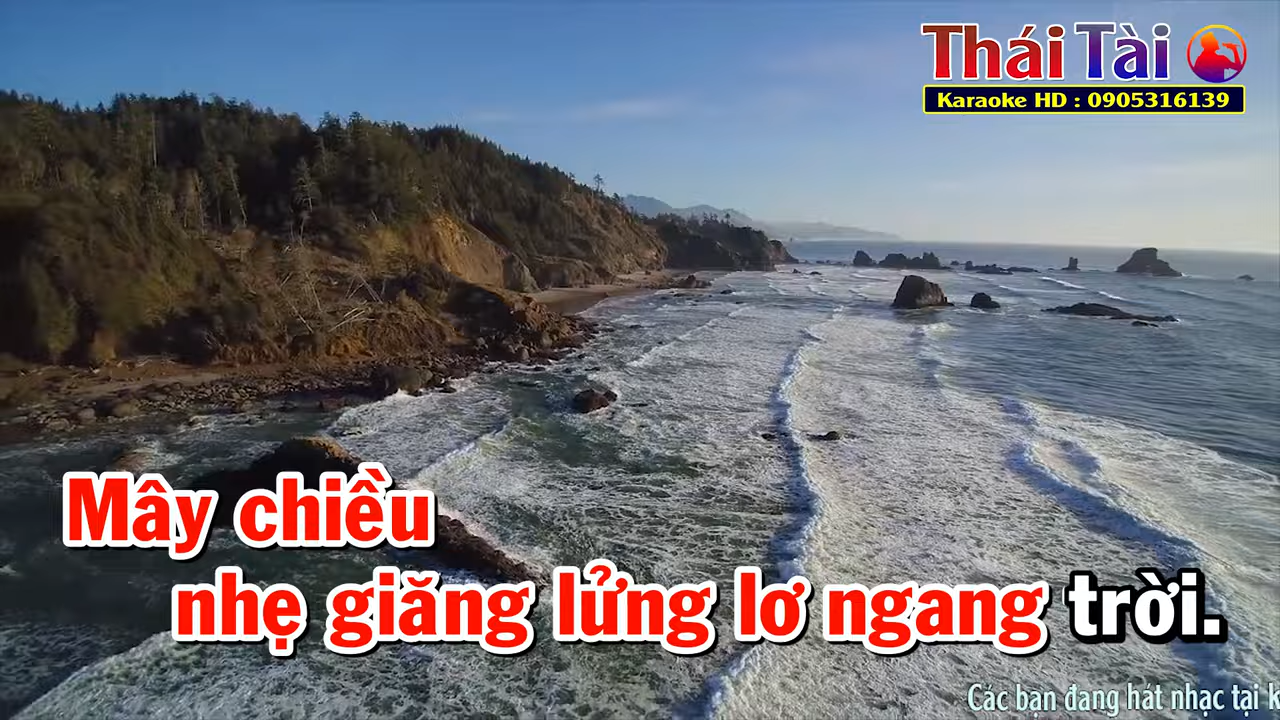 Thái Tài
Karaoke HD : 0905316139
Mây chiều
nhẹ giăng lửng lơ ngang trời.
Các bạn đang hát nhạc tại k